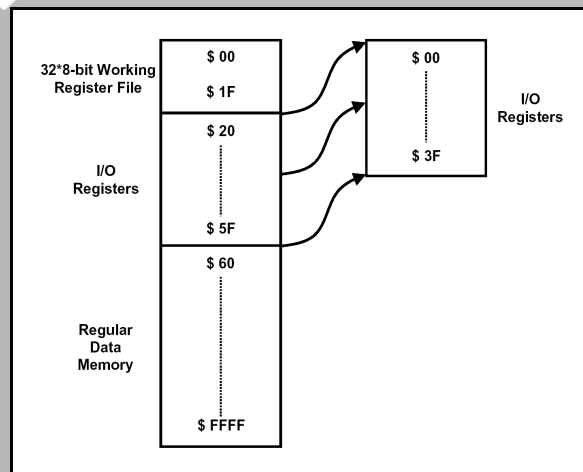 32*8-bit Working
Register File
$ 00
$ 1F
I/O
Registers
$ 20
$ 5F
Regular
Data
Memory
$ 60
$ FFFF
$ 00
$ 3F
I/O
Registers